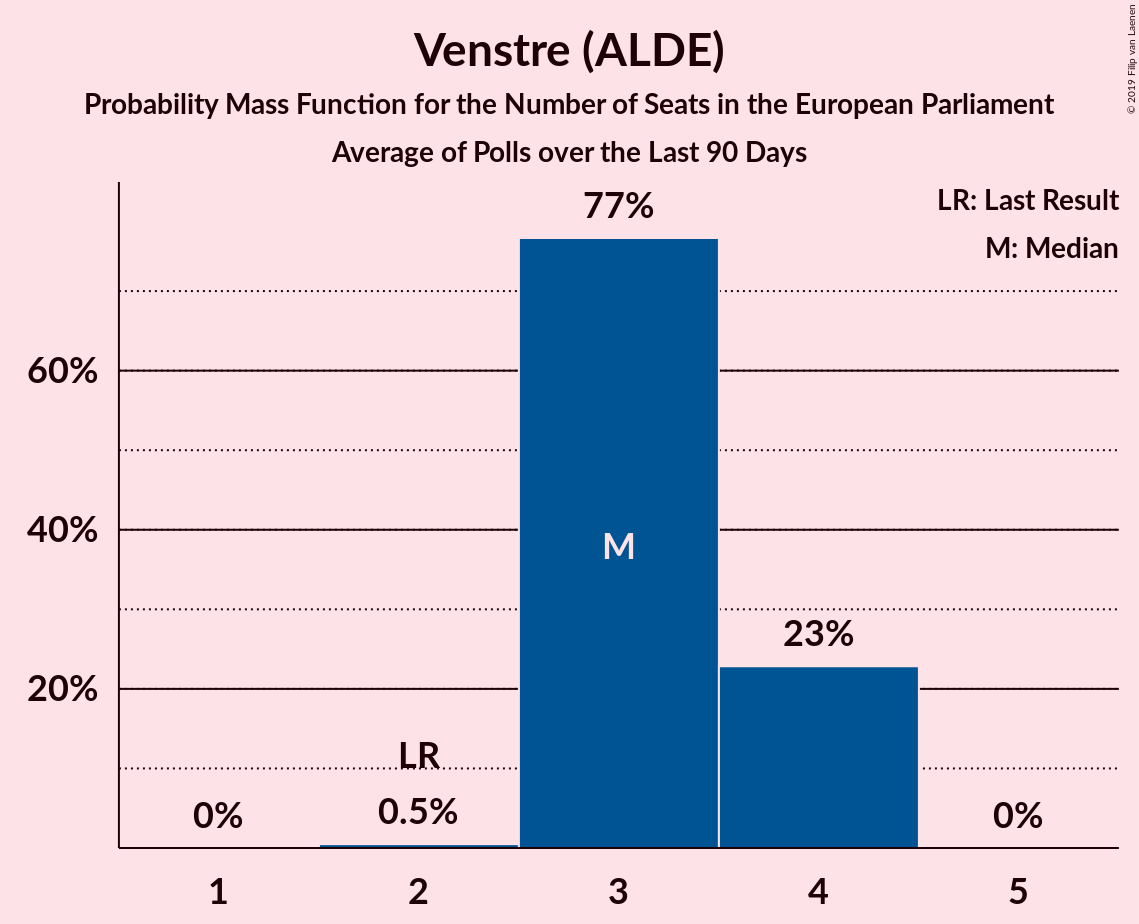 Venstre (ALDE)
Probability Mass Function for the Number of Seats in the European Parliament
Average of Polls over the Last 90 Days
© 2019 Filip van Laenen
LR: Last Result
M: Median
77%
60%
40%
M
23%
20%
LR
0%
0.5%
0%
1
2
3
4
5